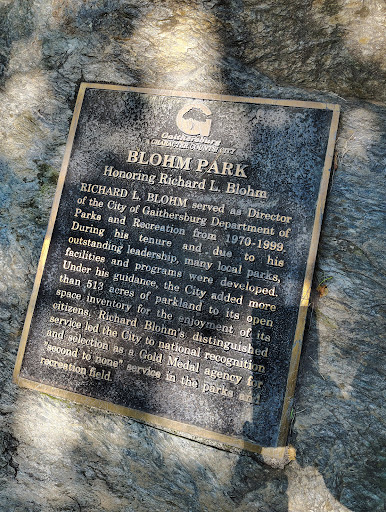 Gaithersburg
A CHARACTER COUNTS! CITY
BLOHM PARK
Honoring Richard L. Blohm
RICHARD L. BLOHM served as Director
of the City of Gaithersburg Department of
Parks and Recreation from 1970-1999.
During his tenure and due to his
outstanding leadership, many local parks,
facilities and programs were developed.
Under his guidance, the City added more
than 513 acres of parkland to its open
space inventory for the enjoyment of its
citizens. Richard Blohm's distinguished
service led the City to national recognition
and selection as a Gold Medal agency for
"second to none" service in the parks and
recreation field.